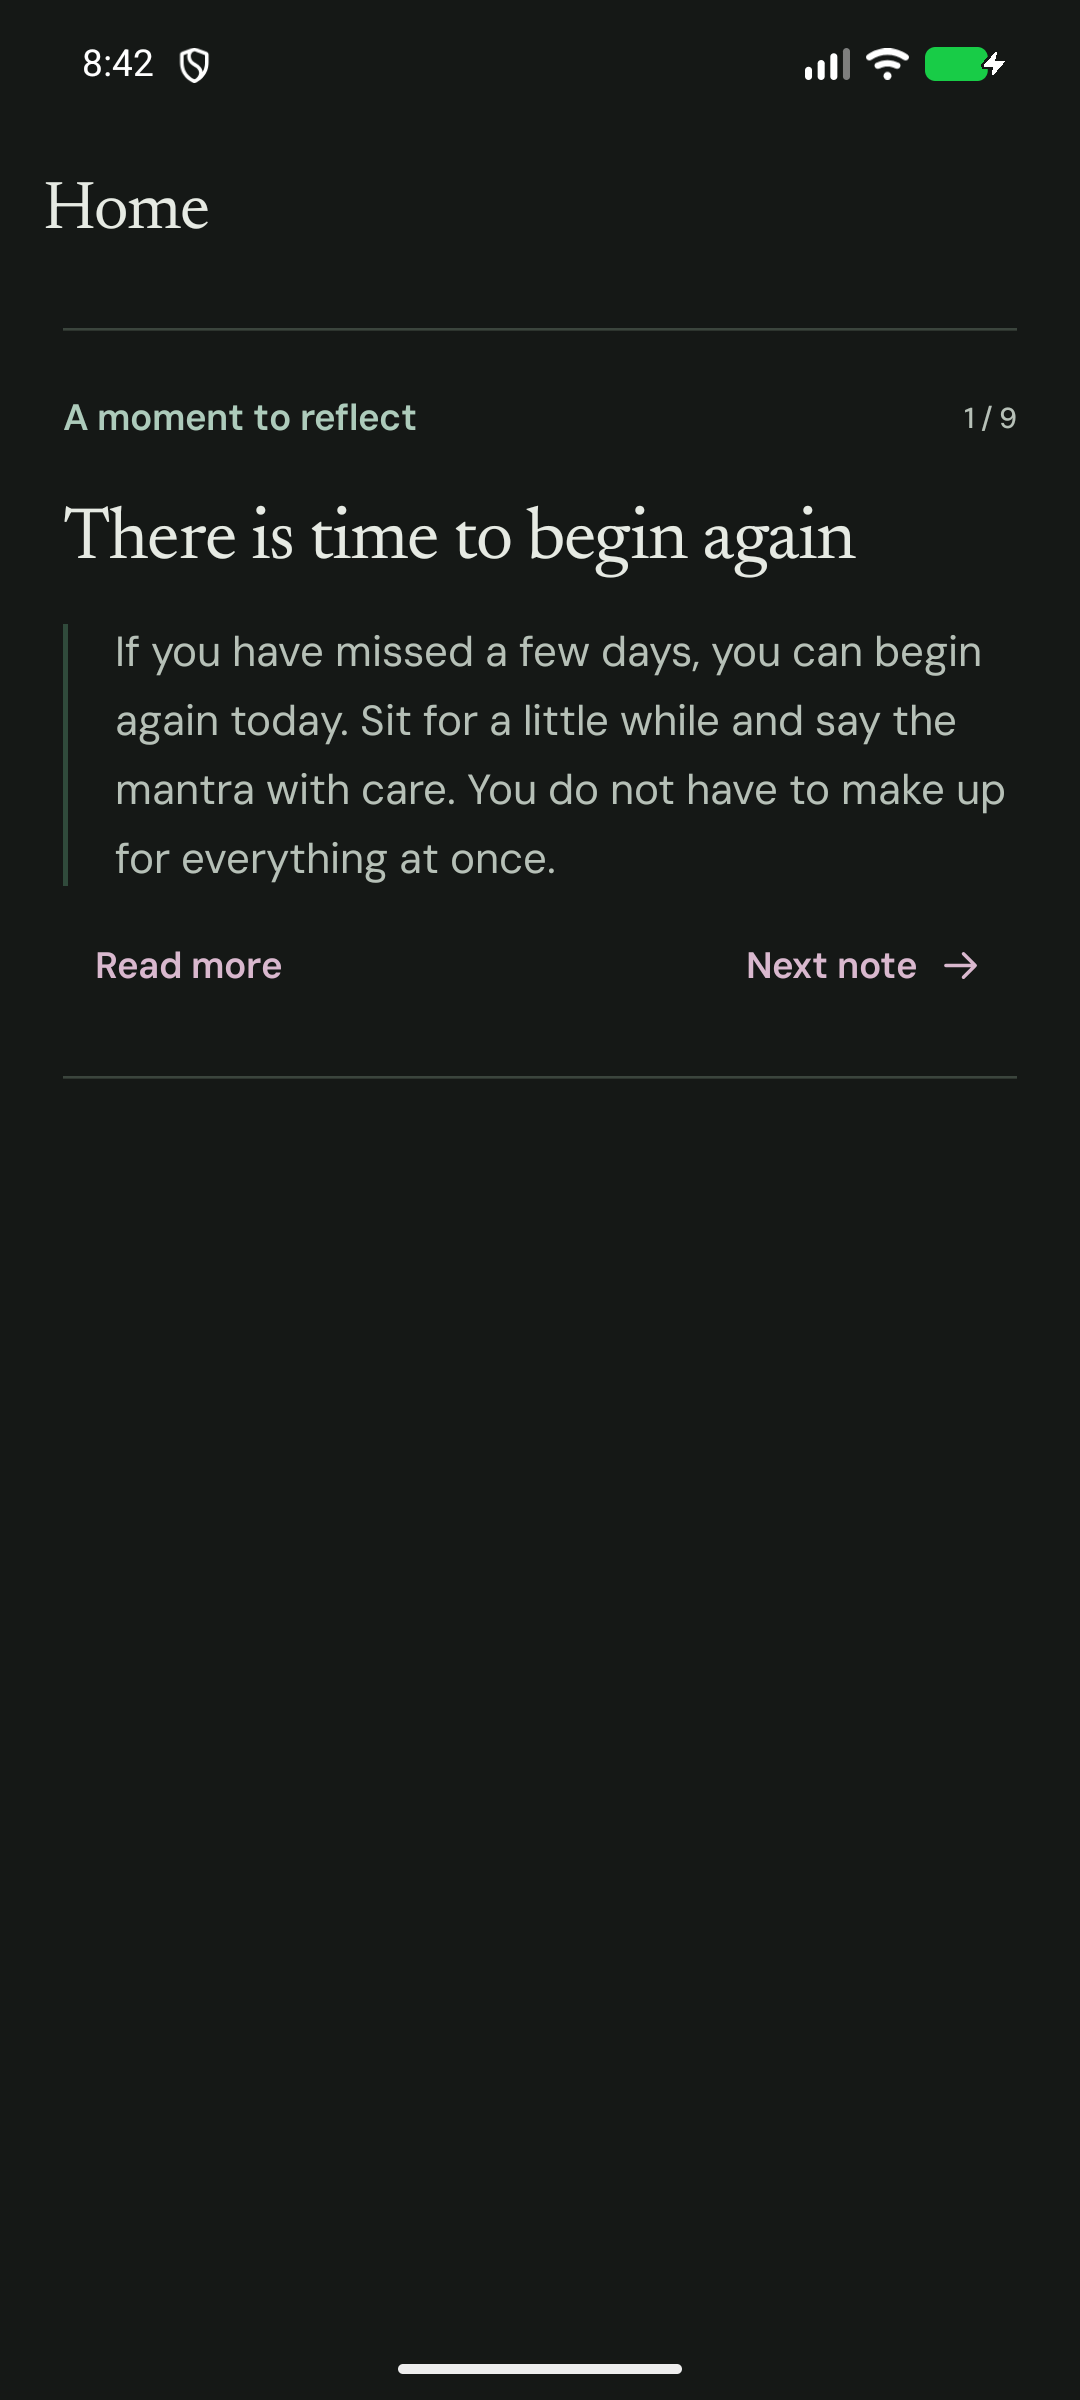 8:42
Home
A moment to reflect
1 / 9
There is time to begin again
If you have missed a few days, you can begin
again today. Sit for a little while and say the
mantra with care. You do not have to make up
for everything at once.
Read more
Next note →